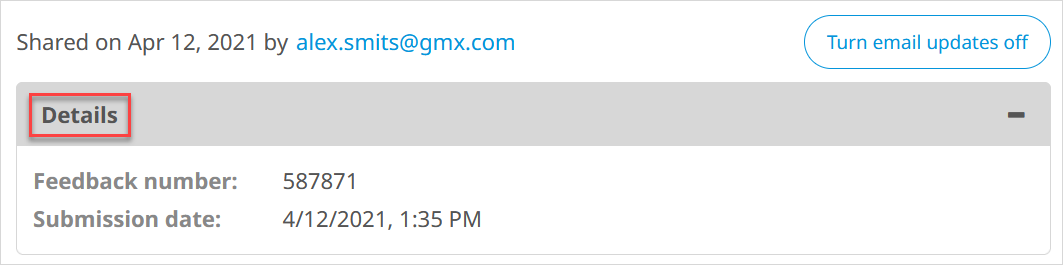 Shared on Apr 12, 2021 by alex.smits@gmx.com
Turn email updates off
Details
Feedback number: 587871
Submission date: 4/12/2021, 1:35 PM